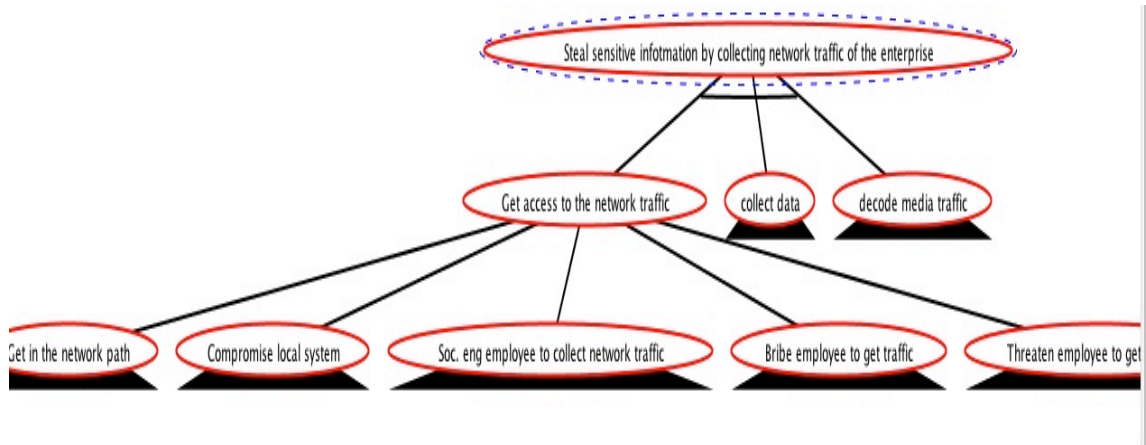 Steal sensitive infotmation by collecting network traffic of the enterprise
Get access to the network traffic
collect data
decode media traffic
Get in the network path
Compromise local system
Soc. eng employee to collect network traffic
Bribe employee to get traffic
Threaten employee to get